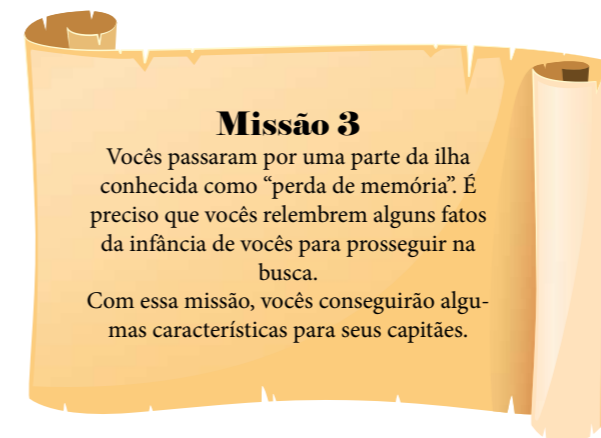 Missão 3
Vocês passaram por uma parte da ilha
conhecida como “perda de memória”. É
preciso que vocês relembrem alguns fatos
da infância de vocês para prosseguir na
busca.
Com essa missão, vocês conseguirão algu-
mas características para seus capitães.